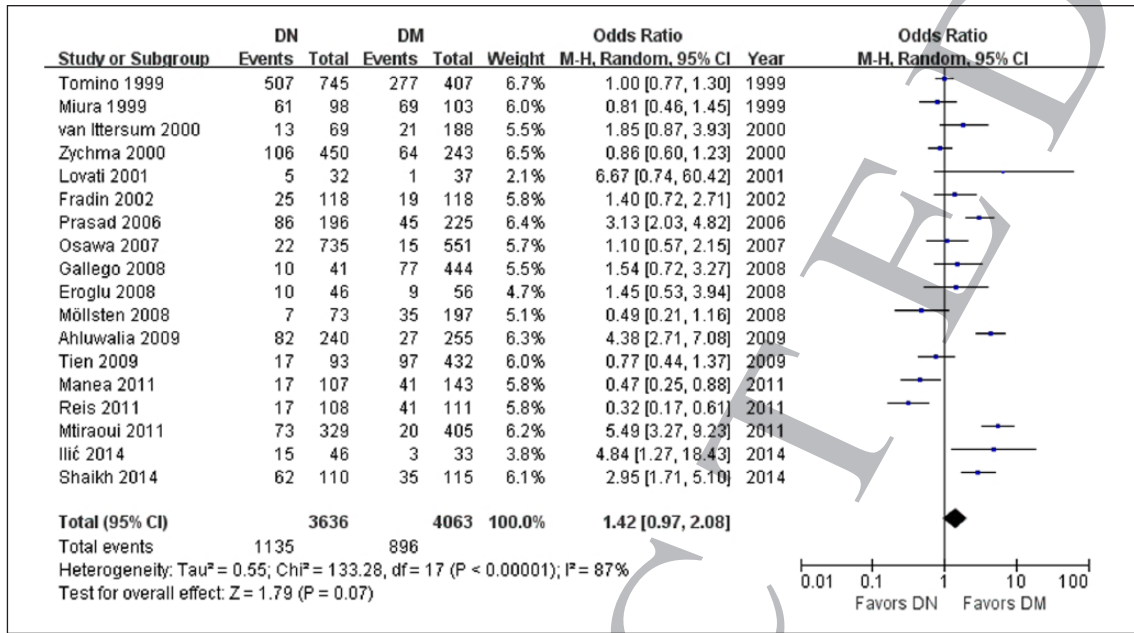 DN DM Odds Ratio Odds Ratio
Study or Subgroup Events Total Events Total Weight M-H, Random, 95% CI Year M-H, Random, 95% CI
Tomino 1999 507 745 277 407 6.7% 1.00 [0.77, 1.30] 1999
Miura 1999 61 98 69 103 6.0% 0.81 [0.46, 1.45] 1999
van Ittersum 2000 13 69 21 188 5.5% 1.85 [0.87, 3.93] 2000
Zychma 2000 106 450 64 243 6.5% 0.86 [0.60, 1.23] 2000
Lovati 2001 5 32 1 37 2.1% 6.67 [0.74, 60.42] 2001
Fradin 2002 25 118 19 118 5.8% 1.40 [0.72, 2.71] 2002
Prasad 2006 86 196 45 225 6.4% 3.13 [2.03, 4.82] 2006
Osawa 2007 22 735 15 551 5.7% 1.10 [0.57, 2.15] 2007
Gallego 2008 10 41 77 444 5.5% 1.54 [0.72, 3.27] 2008
Eroglu 2008 10 46 9 56 4.7% 1.45 [0.53, 3.94] 2008
Möllsten 2008 7 73 35 197 5.1% 0.49 [0.21, 1.16] 2008
Ahluwalia 2009 82 240 27 255 6.3% 4.38 [2.71, 7.08] 2009
Tien 2009 17 93 97 432 6.0% 0.77 [0.44, 1.37] 2009
Manea 2011 17 107 41 143 5.8% 0.47 [0.25, 0.88] 2011
Reis 2011 17 108 41 111 5.8% 0.32 [0.17, 0.61] 2011
Mtiraoui 2011 73 329 20 405 6.2% 5.49 [3.27, 9.23] 2011
Ilić 2014 15 46 3 33 3.8% 4.84 [1.27, 18.43] 2014
Shaikh 2014 62 110 35 115 6.1% 2.95 [1.71, 5.10] 2014
Total (95% CI) 3636 4063 100.0% 1.42 [0.97, 2.08]
Total events 1135 896
Heterogeneity: Tau² = 0.55; Chi² = 133.28, df = 17 (P < 0.00001); I² = 87%
Test for overall effect: Z = 1.79 (P = 0.07)
0.01 0.1 1 10 100
Favors DN Favors DM
C T E D